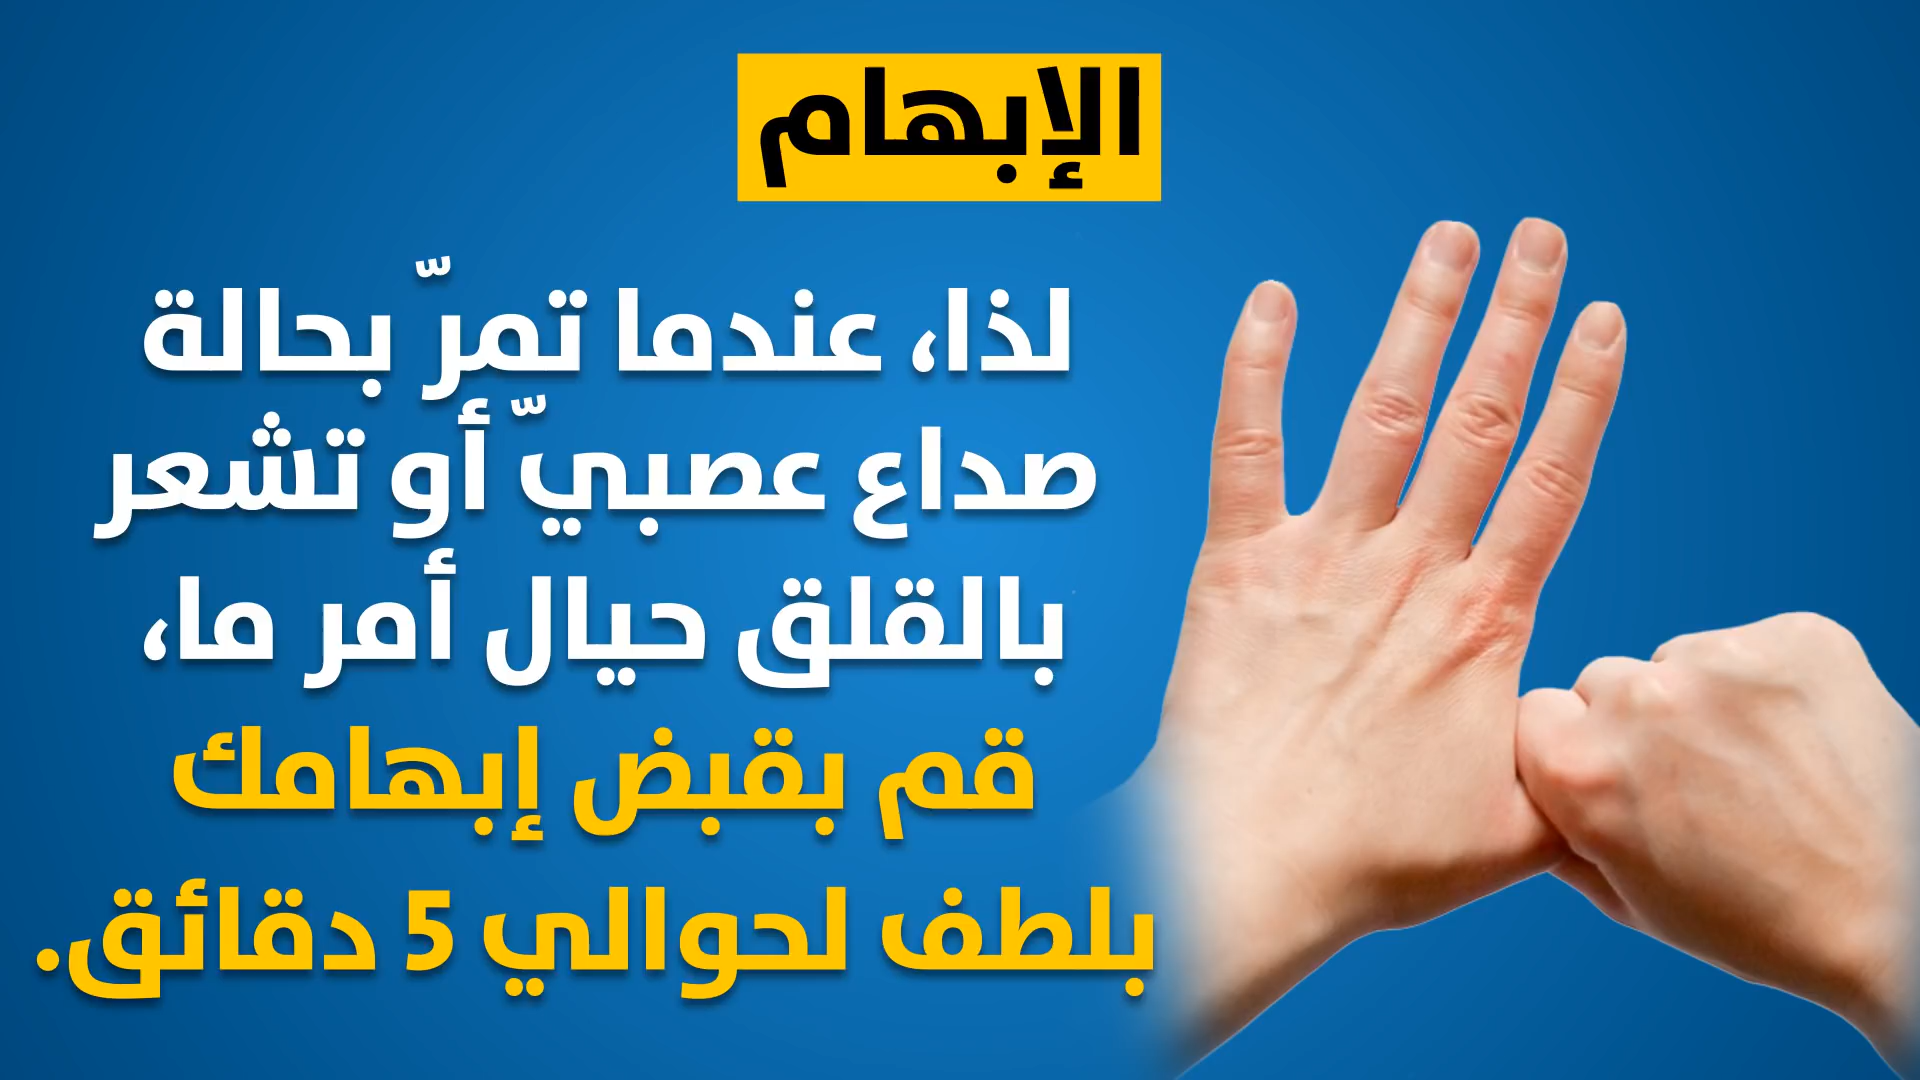 الإبهام
لذا، عندما تمرّ بحالة
صداع عصبيّ أو تشعر
بالقلق حيال أمر ما،
قم بقبض إبهامك
بلطف لحوالي 5 دقائق.